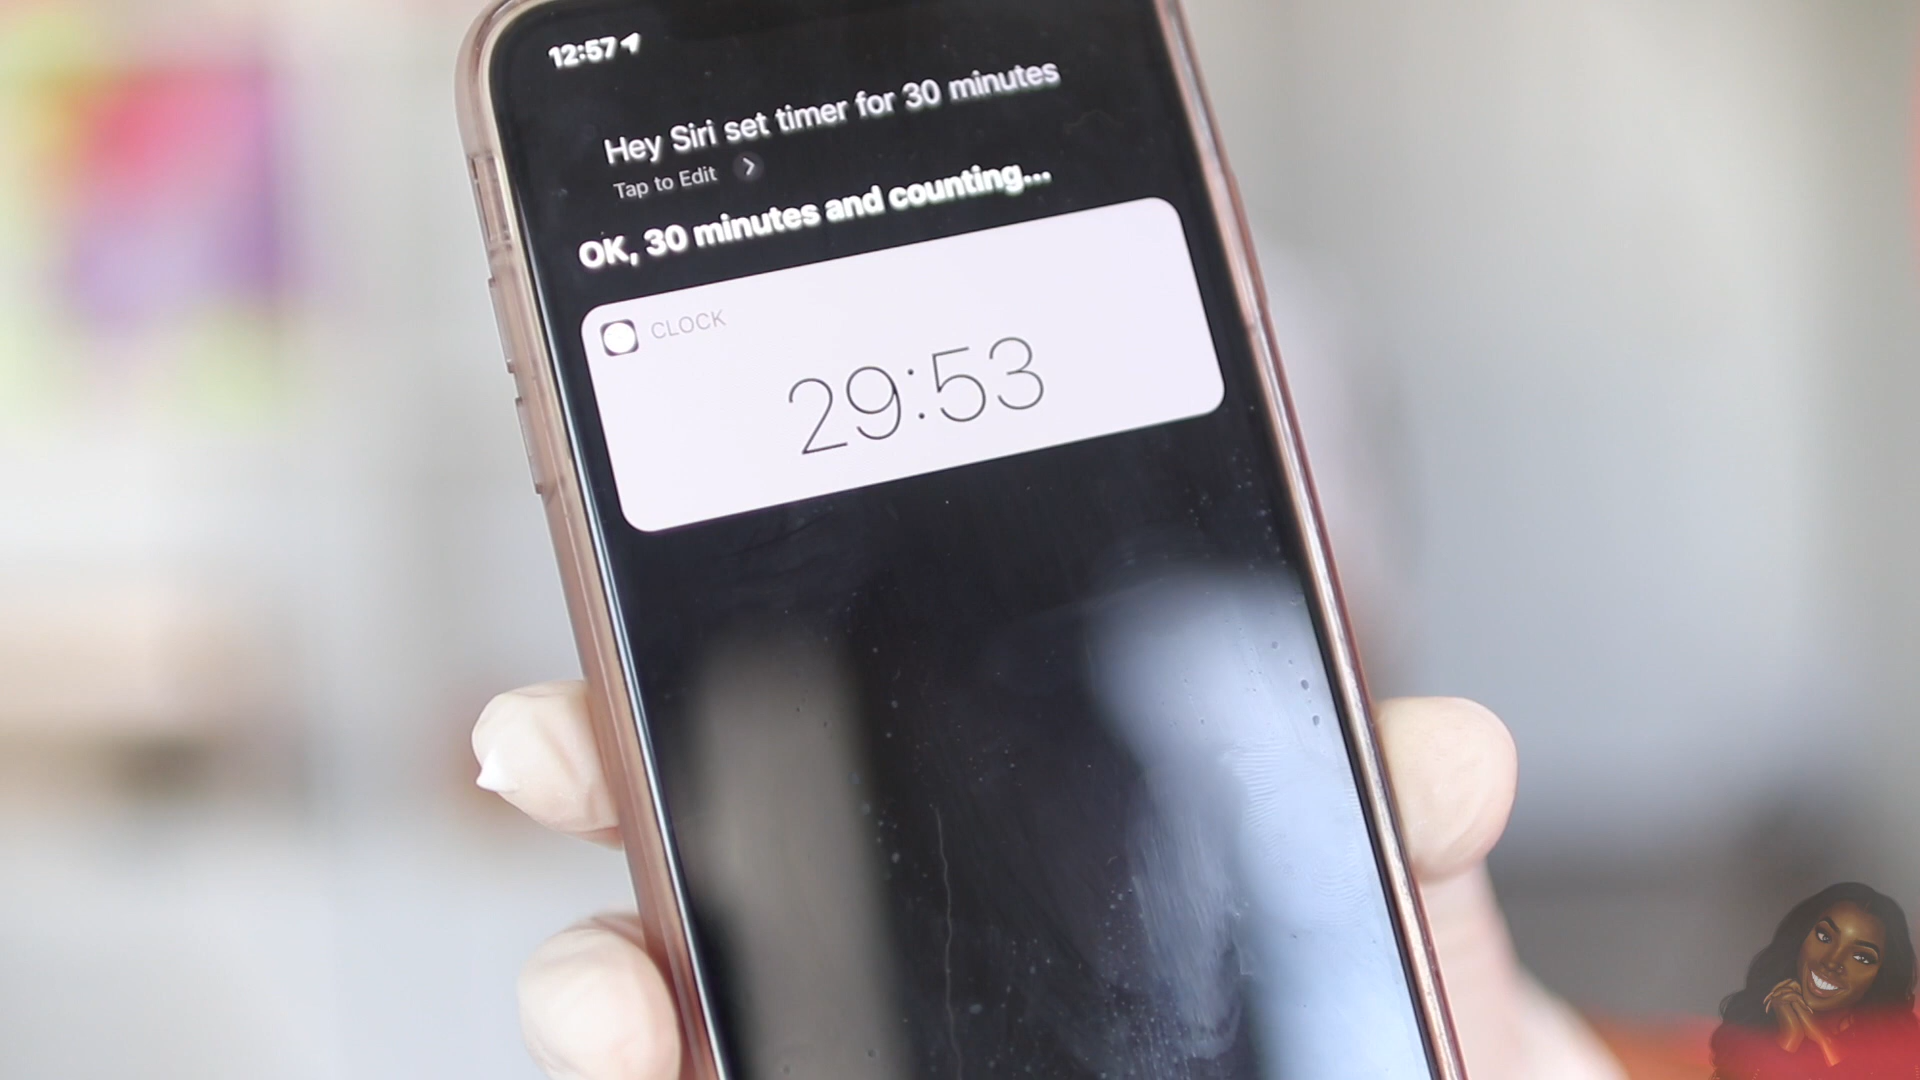 12:57
Hey Siri set timer for 30 minutes
Tap to Edit
OK, 30 minutes and counting...
CLOCK
29:53